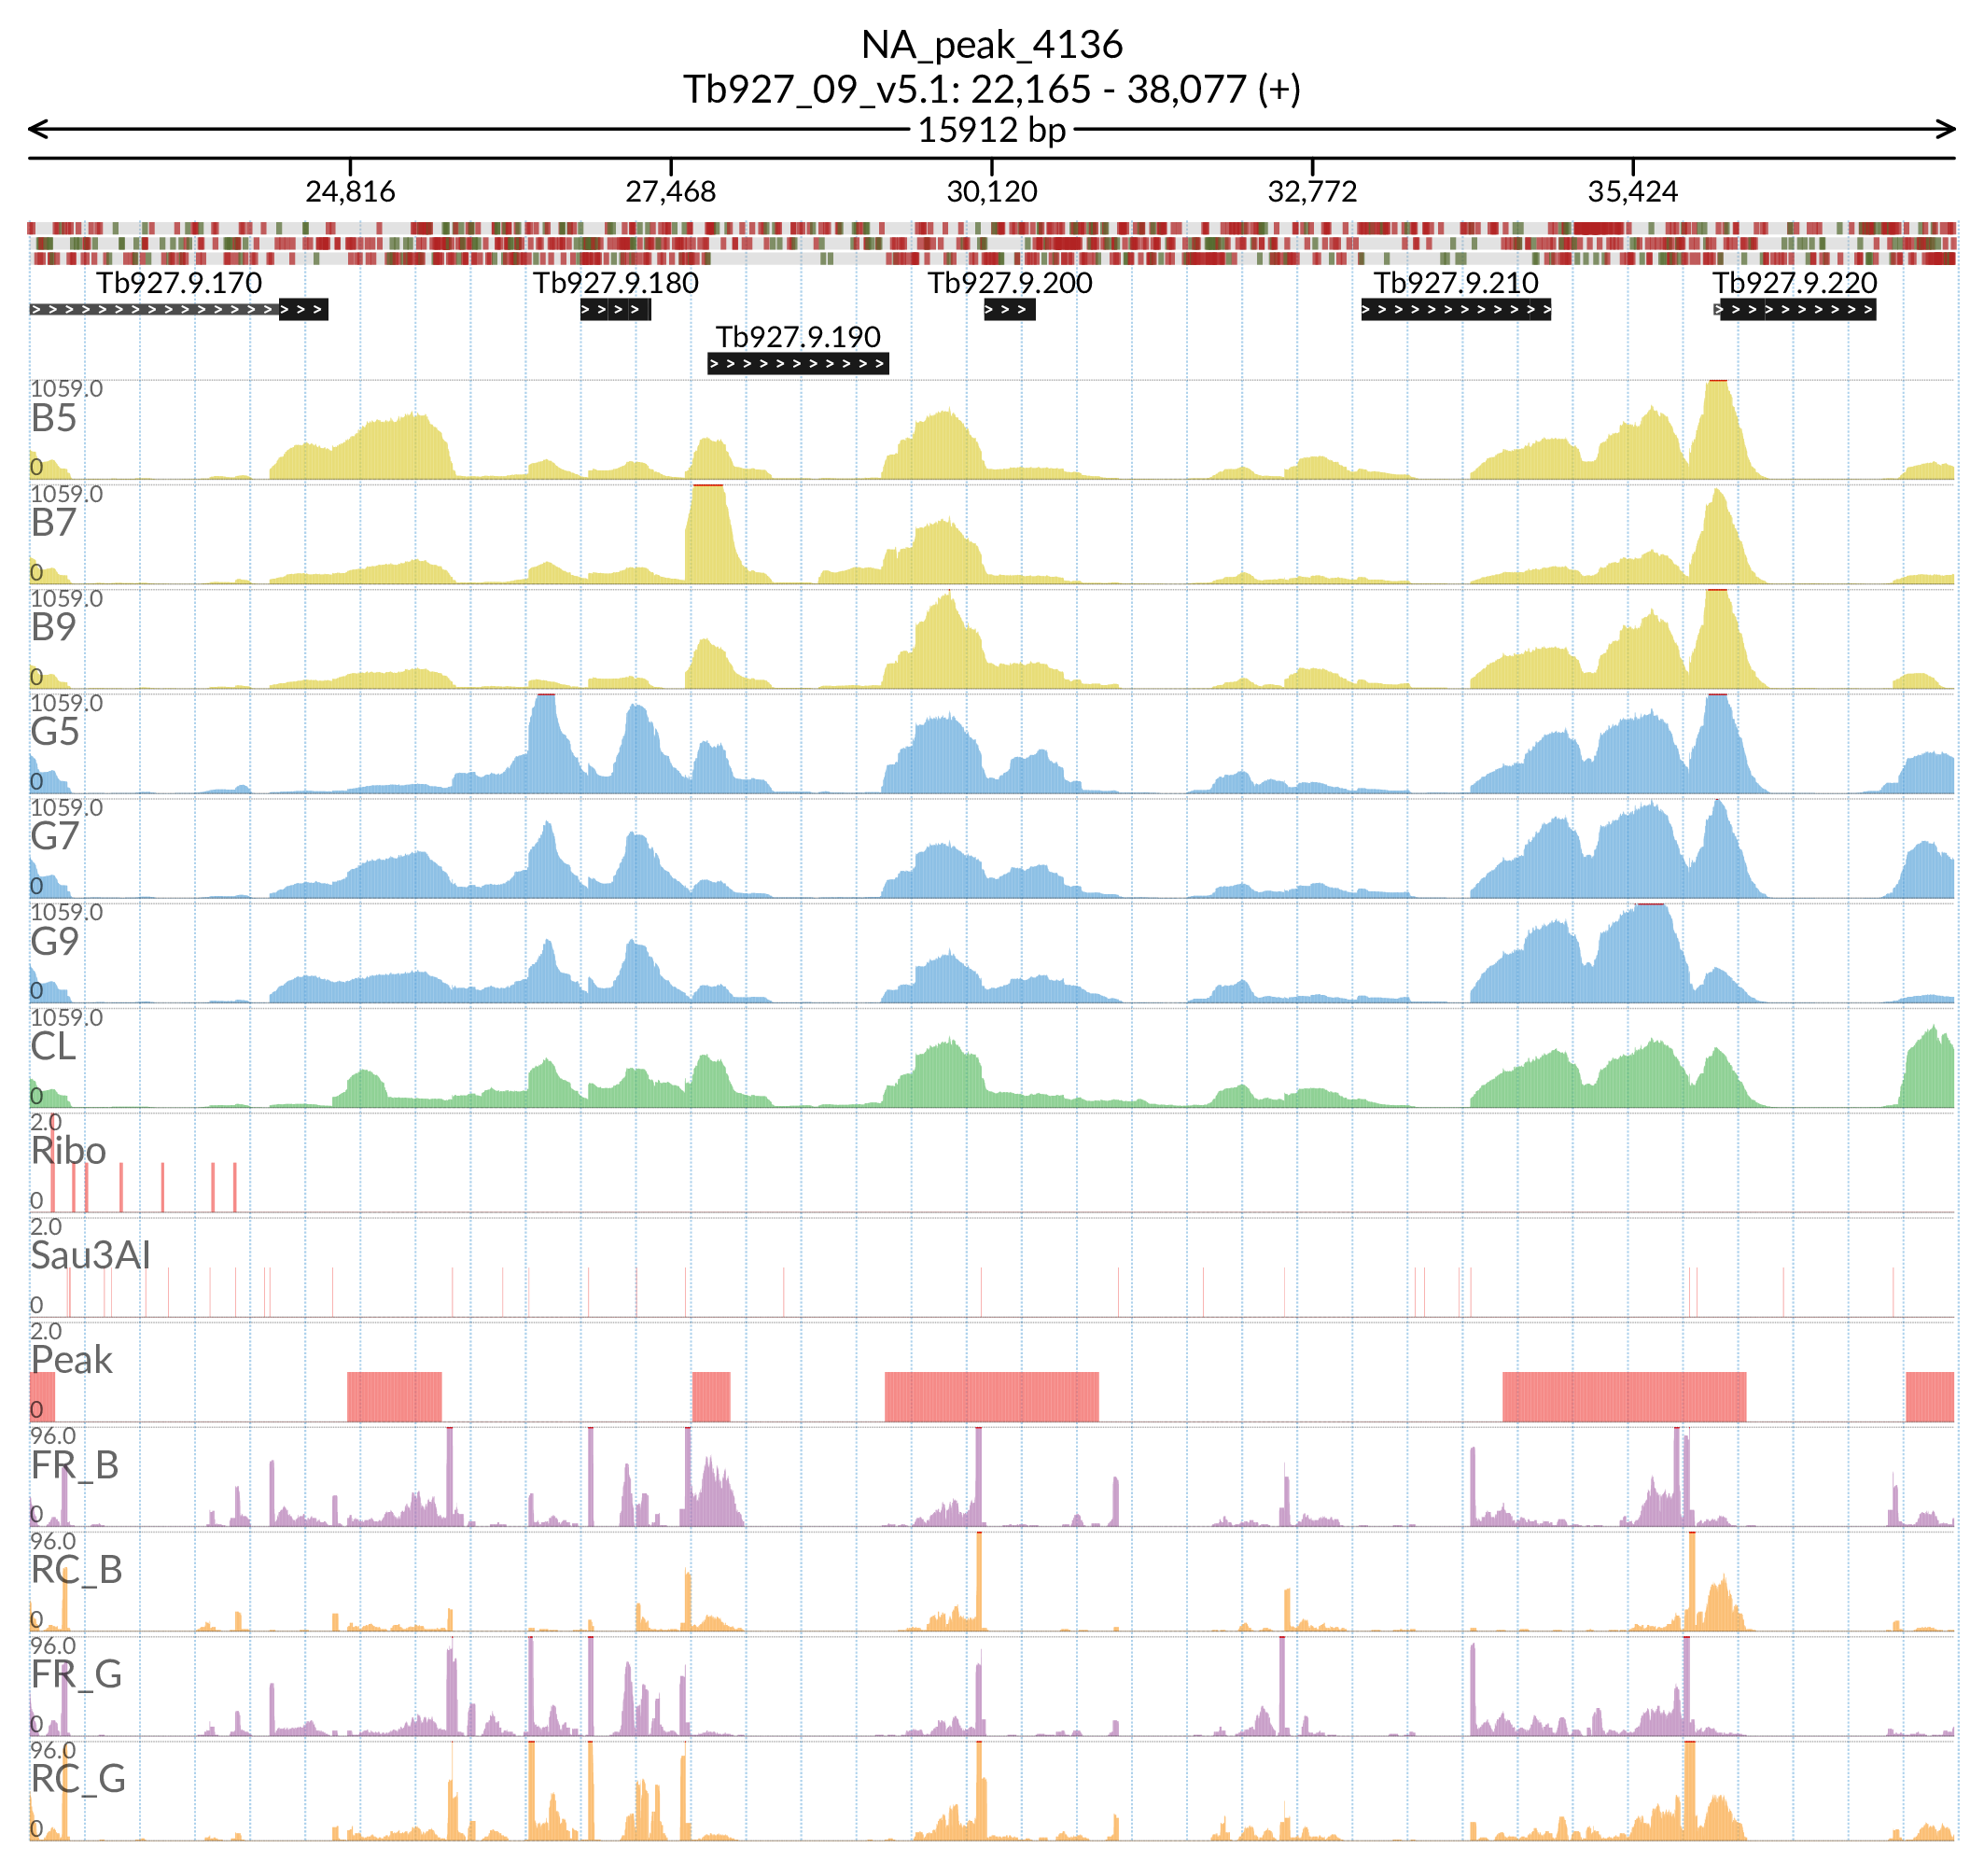 NA_peak_4136
Tb927_09_v5.1: 22,165 - 38,077 (+)
15912 bp
24,816 27,468 30,120 32,772 35,424
Tb927.9.170 Tb927.9.180 Tb927.9.200 Tb927.9.210 Tb927.9.220
Tb927.9.190
1059.0
B5
0
1059.0
B7
0
1059.0
B9
0
1059.0
G5
0
1059.0
G7
0
1059.0
G9
0
1059.0
CL
0
2.0
Ribo
0
2.0
Sau3AI
0
2.0
Peak
0
96.0
FR_B
0
96.0
RC_B
0
96.0
FR_G
0
96.0
RC_G
0